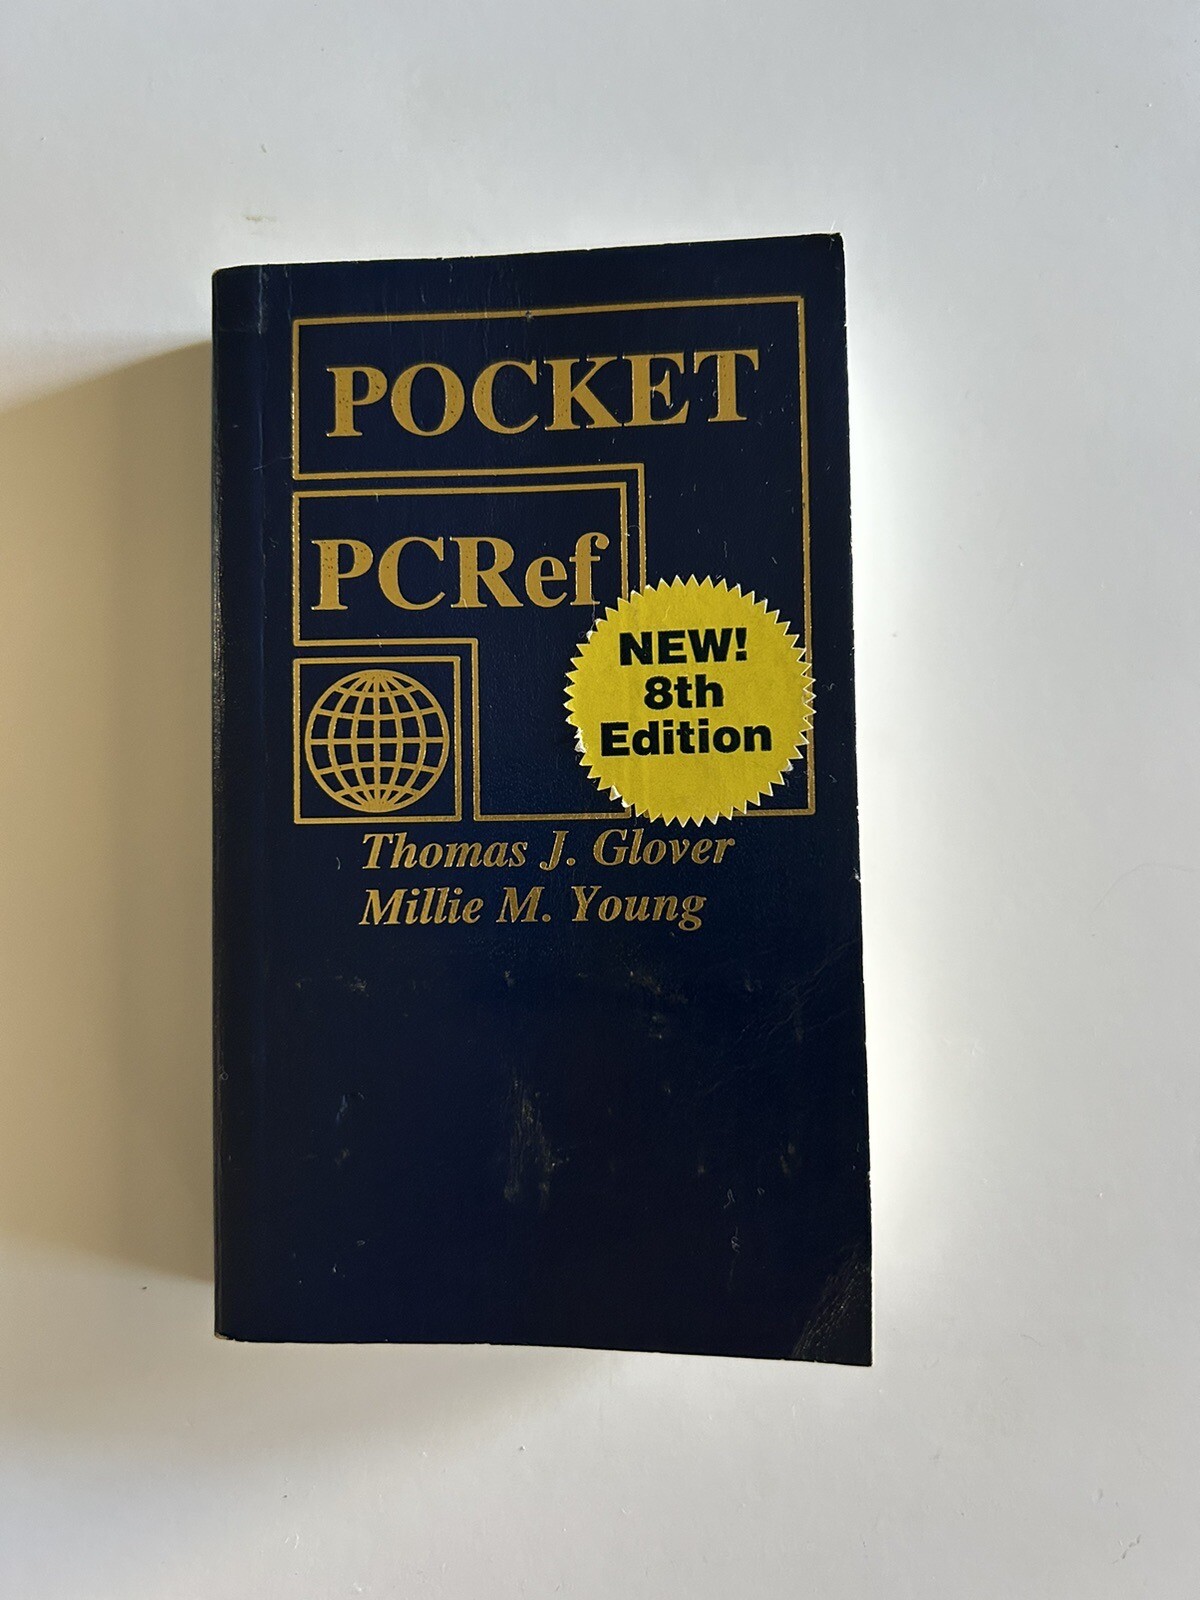 POCKET
PCRef
NEW!
8th
Edition
Thomas J. Glover
Millie M. Young